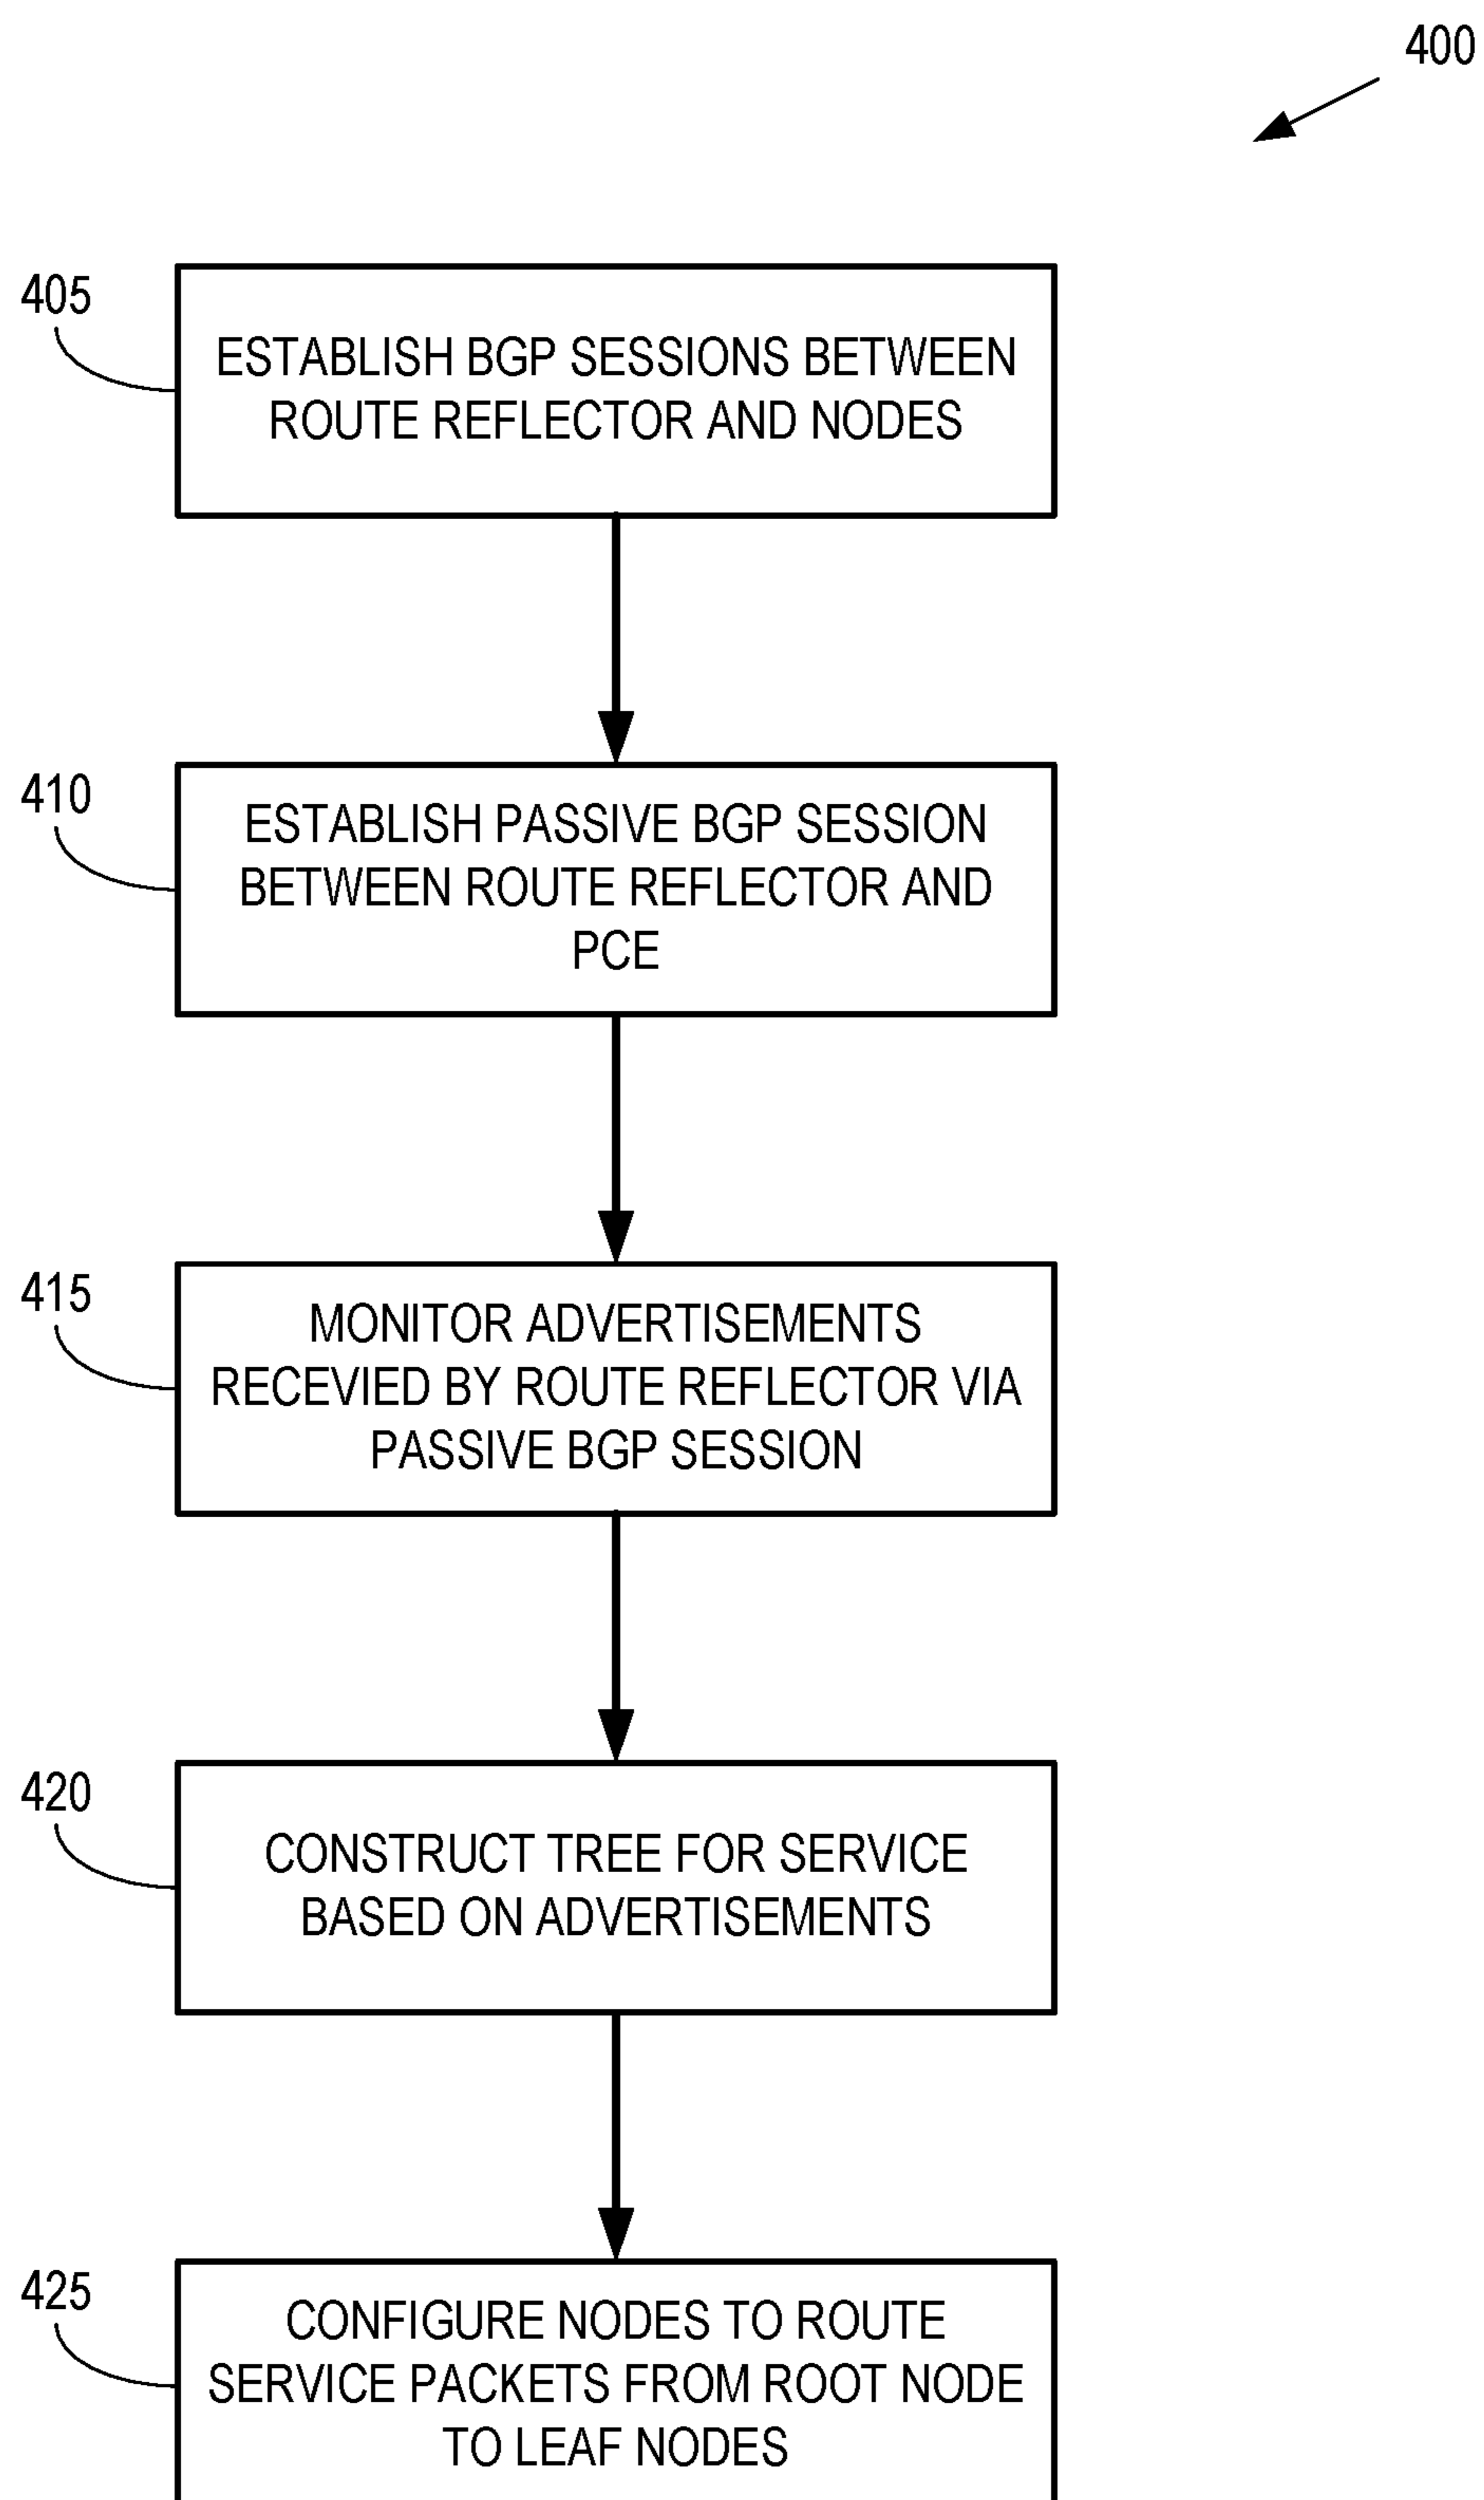 400
405
ESTABLISH BGP SESSIONS BETWEEN
ROUTE REFLECTOR AND NODES
410
ESTABLISH PASSIVE BGP SESSION
BETWEEN ROUTE REFLECTOR AND
PCE
415
MONITOR ADVERTISEMENTS
RECEVIED BY ROUTE REFLECTOR VIA
PASSIVE BGP SESSION
420
CONSTRUCT TREE FOR SERVICE
BASED ON ADVERTISEMENTS
425
CONFIGURE NODES TO ROUTE
SERVICE PACKETS FROM ROOT NODE
TO LEAF NODES